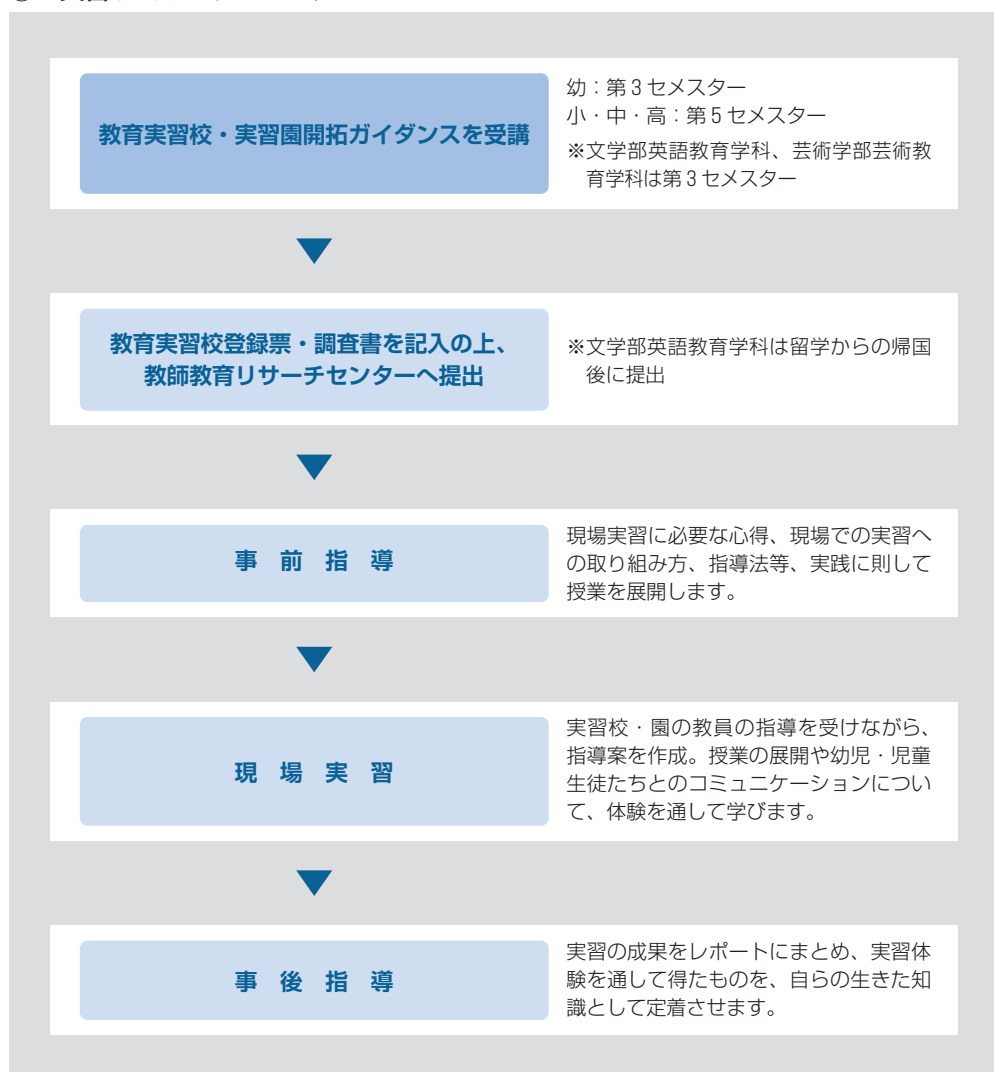 教育実習校・実習園開拓ガイダンスを受講
幼：第3セメスター
小・中・高：第5セメスター
※文学部英語教育学科、芸術学部芸術教
育学科は第3セメスター
教育実習校登録票・調査書を記入の上、
教師教育リサーチセンターへ提出
※文学部英語教育学科は留学からの帰国
後に提出
事前指導
現場実習に必要な心得、現場での実習へ
の取り組み方、指導法等、実践に則して
授業を展開します。
現場実習
実習校・園の教員の指導を受けながら、
指導案を作成。授業の展開や幼児・児童
生徒たちとのコミュニケーションについ
て、体験を通して学びます。
事後指導
実習の成果をレポートにまとめ、実習体
験を通して得たものを、自らの生きた知
識として定着させます。